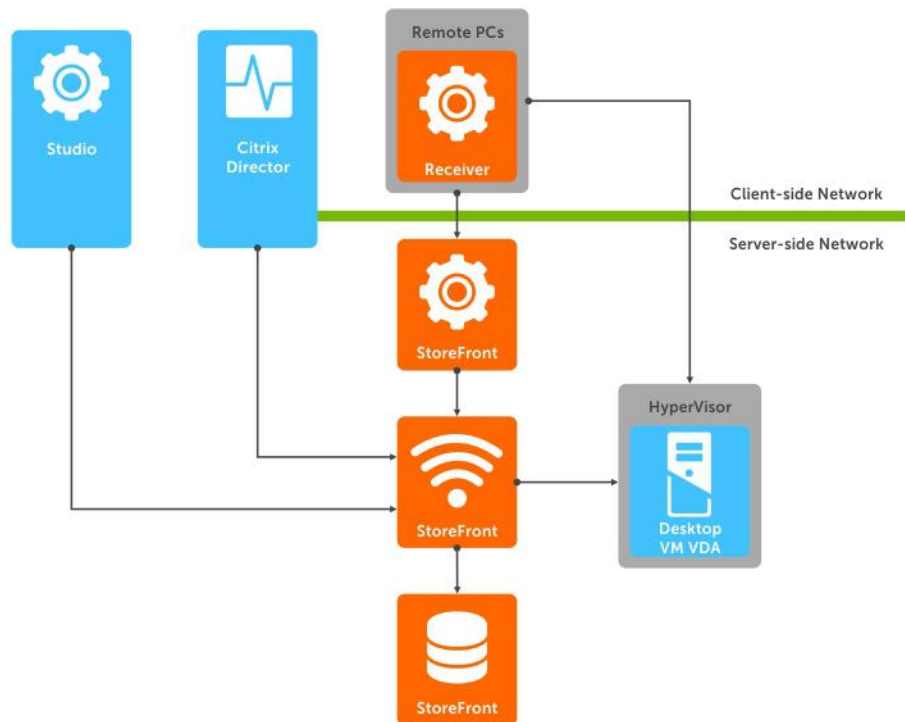 Remote PCs
Studio
Citrix
Director
Receiver
Client-side Network
Server-side Network
StoreFront
HyperVisor
StoreFront
Desktop
VM VDA
StoreFront